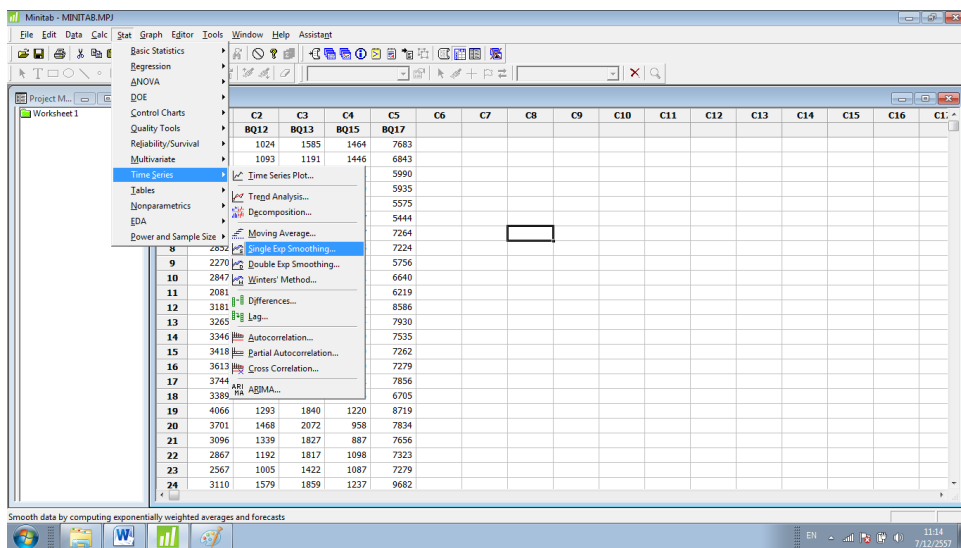 Minitab - MINITAB.MPJ
File Edit Data Calc Stat Graph Editor Tools Window Help Assistant
Basic Statistics
Regression
ANOVA
DOE
Control Charts
Quality Tools
Reliability/Survival
Multivariate
Time Series
Tables
Nonparametrics
EDA
Power and Sample Size
Time Series Plot...
Trend Analysis...
Decomposition...
Moving Average...
Single Exp Smoothing...
Double Exp Smoothing...
Winters' Method...
Differences...
Lag...
Autocorrelation...
Partial Autocorrelation...
Cross Correlation...
ARIMA...
Project M...
Worksheet 1
C2 C3 C4 C5 C6 C7 C8 C9 C10 C11 C12 C13 C14 C15 C16
BQ12 BQ13 BQ15 BQ17
1024 1585 1464 7683
1093 1191 1446 6843
5990
5935
5575
5444
7264
8 2852 7224
9 2270 5756
10 2847 6640
11 2081 6219
12 3181 8586
13 3265 7930
14 3346 7535
15 3418 7262
16 3613 7279
17 3744 7856
18 3389 6705
19 4066 1293 1840 1220 8719
20 3701 1468 2072 958 7834
21 3096 1339 1827 887 7656
22 2867 1192 1817 1098 7323
23 2567 1005 1422 1087 7279
24 3110 1579 1859 1237 9682
Smooth data by computing exponentially weighted averages and forecasts
EN
11:14
7/12/2557